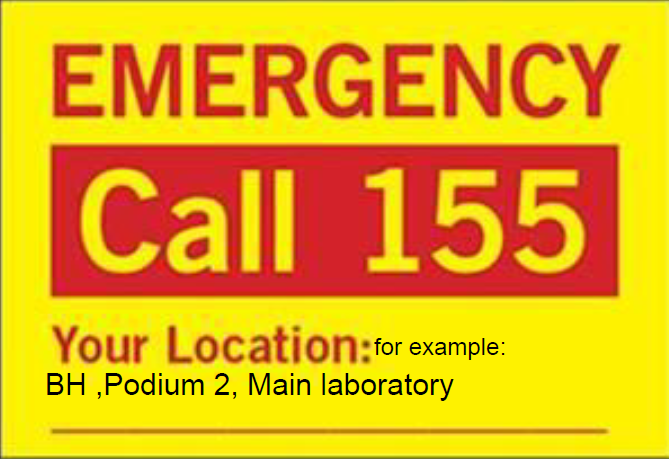 EMERGENCY
Call 155
Your Location:for example:
BH ,Podium 2, Main laboratory